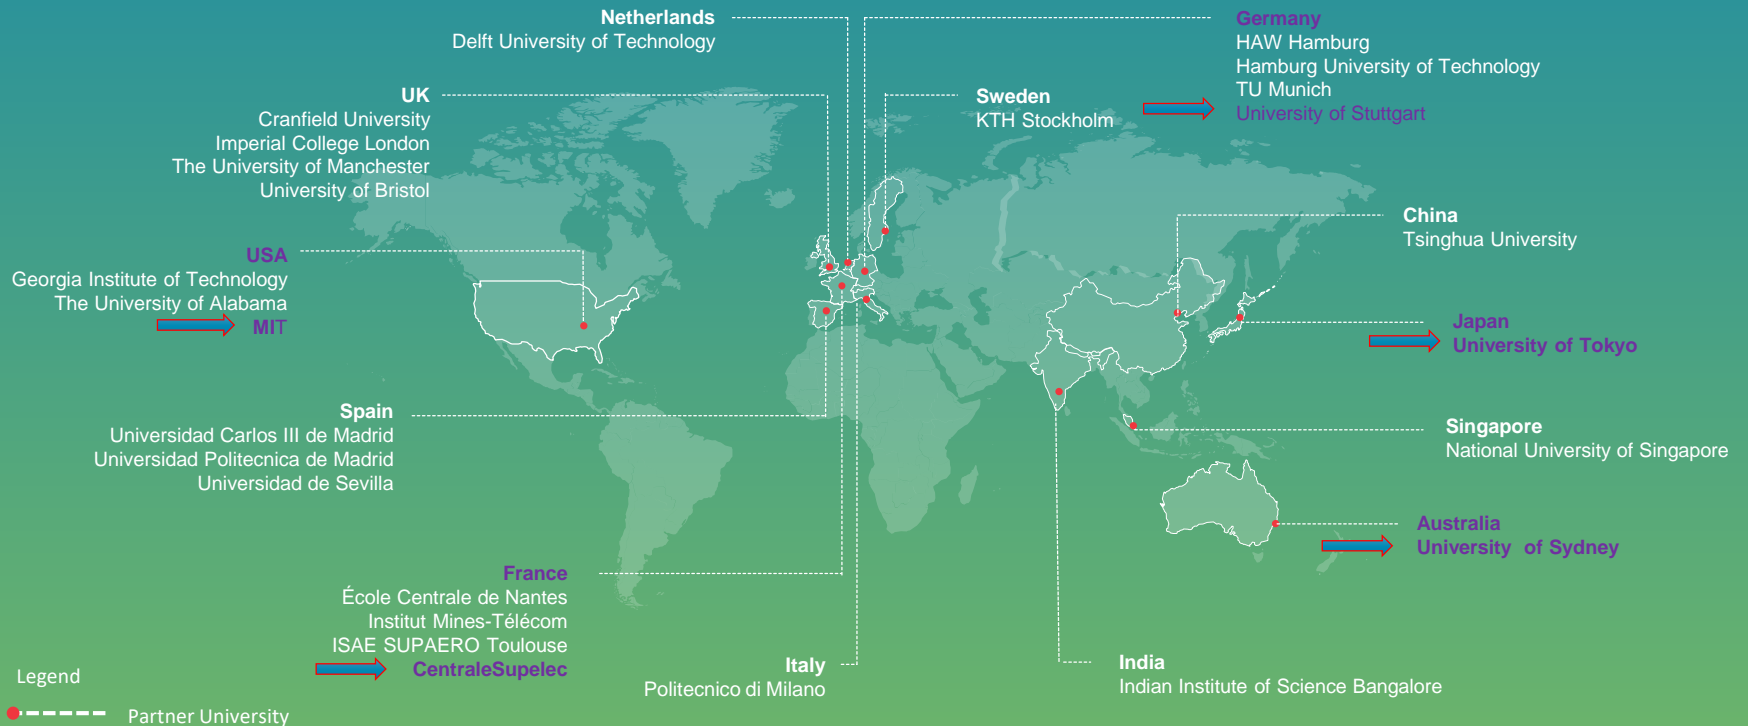 Netherlands
Delft University of Technology
Germany
HAW Hamburg
Hamburg University of Technology
TU Munich
University of Stuttgart
UK
Cranfield University
Imperial College London
The University of Manchester
University of Bristol
Sweden
KTH Stockholm
China
Tsinghua University
USA
Georgia Institute of Technology
The University of Alabama
MIT
Japan
University of Tokyo
Spain
Universidad Carlos III de Madrid
Universidad Politecnica de Madrid
Universidad de Sevilla
Singapore
National University of Singapore
Australia
University of Sydney
France
École Centrale de Nantes
Institut Mines-Télécom
ISAE SUPAERO Toulouse
CentraleSupelec
Italy
Politecnico di Milano
India
Indian Institute of Science Bangalore
Legend
Partner University